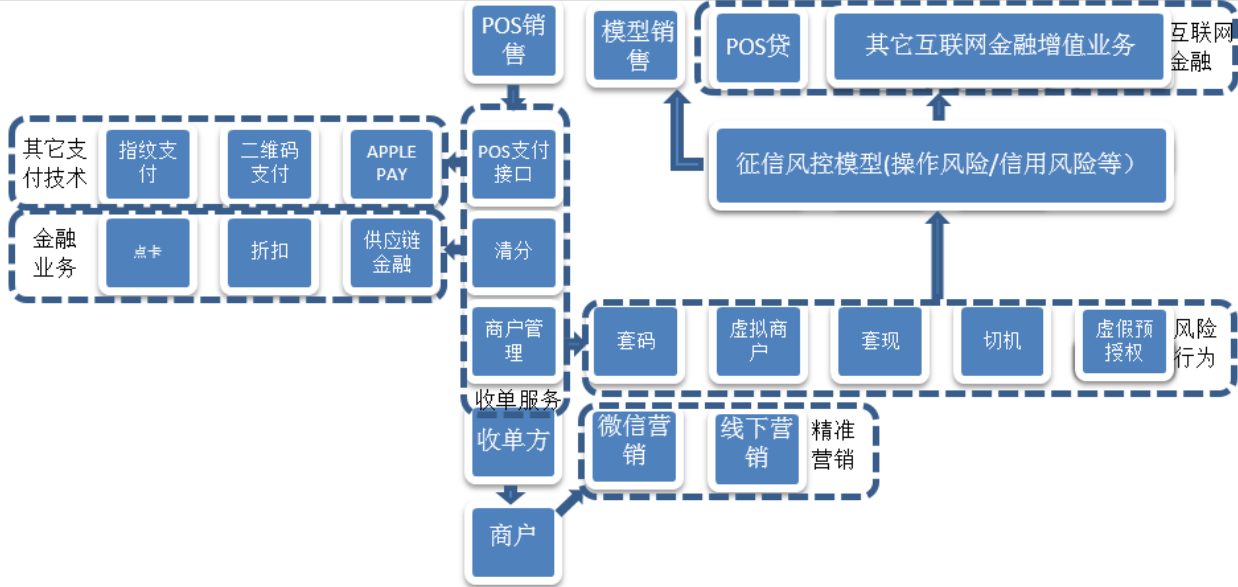 POS销
售
模型销
售
POS贷
其它互联网金融增值业务
互联网
金融
其它支
付技术
指纹支
付
二维码
支付
APPLE
PAY
POS支付
接口
征信风控模型(操作风险/信用风险等）
金融
业务
点卡
折扣
供应链
金融
清分
商户管
理
套码
虚拟商
户
套现
切机
虚假预
授权
风险
行为
收单服务
收单方
微信营
销
线下营
销
精准
营销
商户